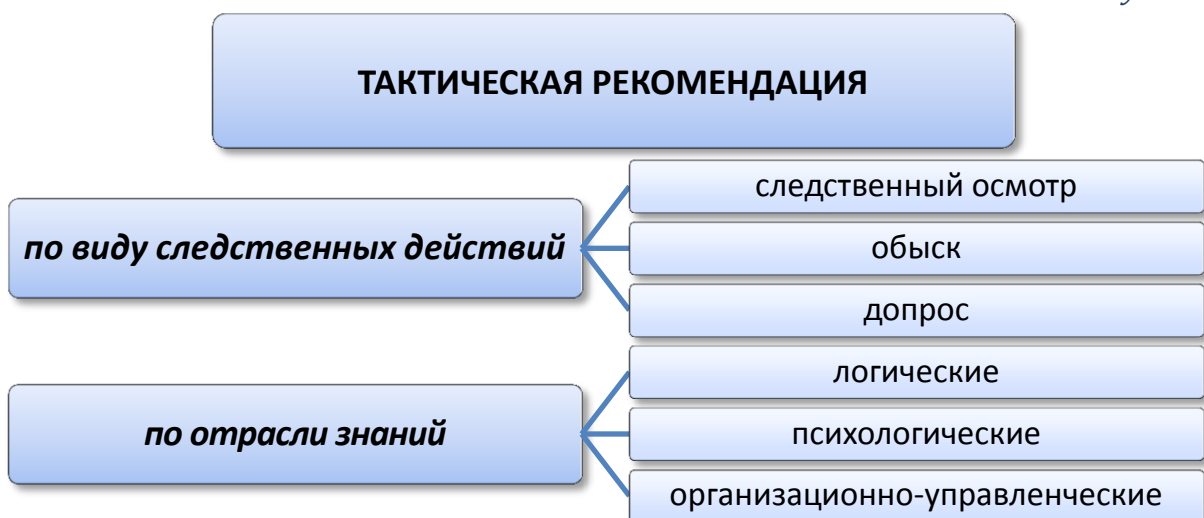 ТАКТИЧЕСКАЯ РЕКОМЕНДАЦИЯ
по виду следственных действий
следственный осмотр
обыск
допрос
по отрасли знаний
логические
психологические
организационно-управленческие